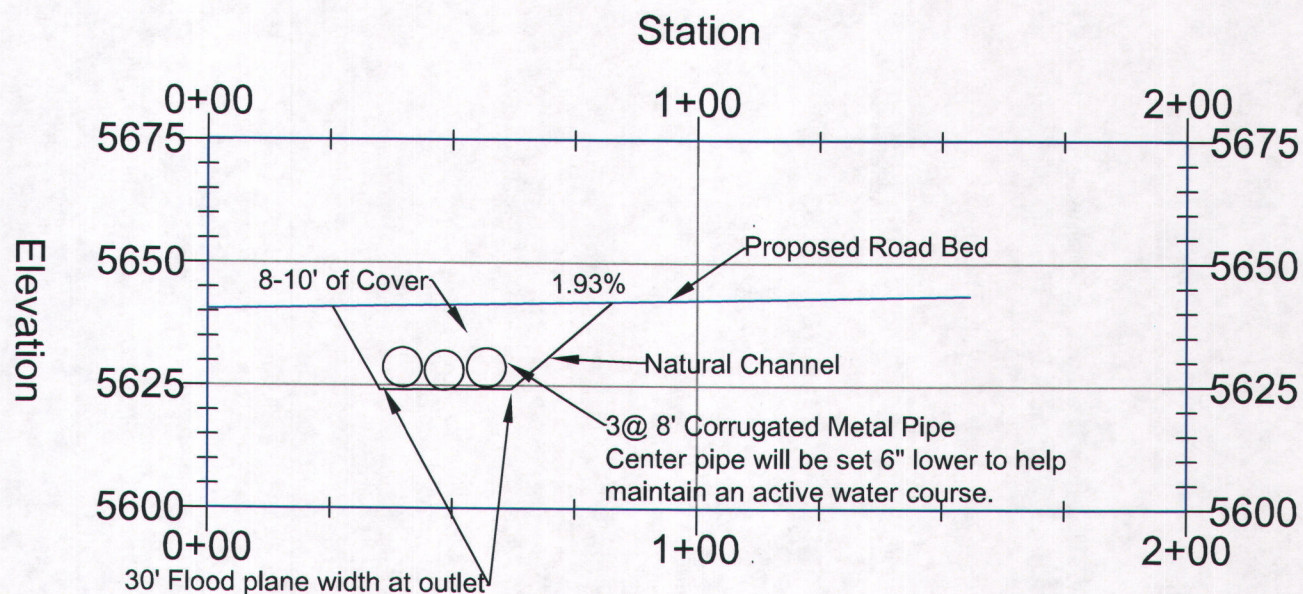 Station
0+00 1+00 2+00
5675 5675
Proposed Road Bed
5650 5650
8-10' of Cover 1.93%
Elevation
Natural Channel
5625 5625
3@ 8' Corrugated Metal Pipe
Center pipe will be set 6" lower to help
maintain an active water course.
5600 5600
0+00 1+00 2+00
30' Flood plane width at outlet